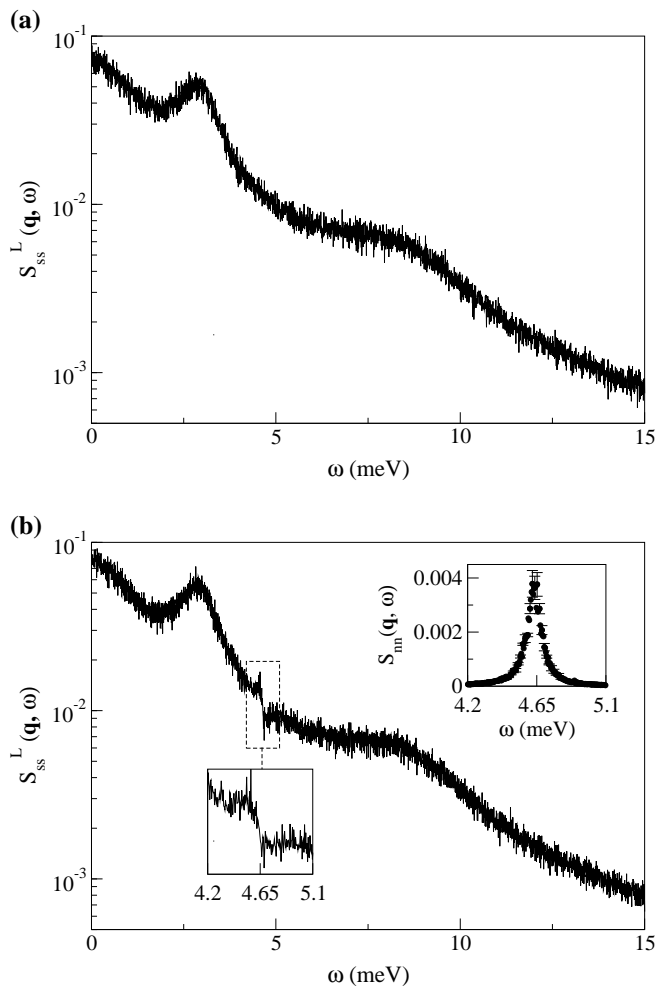 (a)
10⁻¹
10⁻²
10⁻³
S_ss^L (q, ω)
0 5 10 15
ω (meV)
(b)
10⁻¹
10⁻²
10⁻³
S_ss^L (q, ω)
0.004
0.002
0
S_nn(q, ω)
4.2 4.65 5.1
ω (meV)
4.2 4.65 5.1
0 5 10 15
ω (meV)